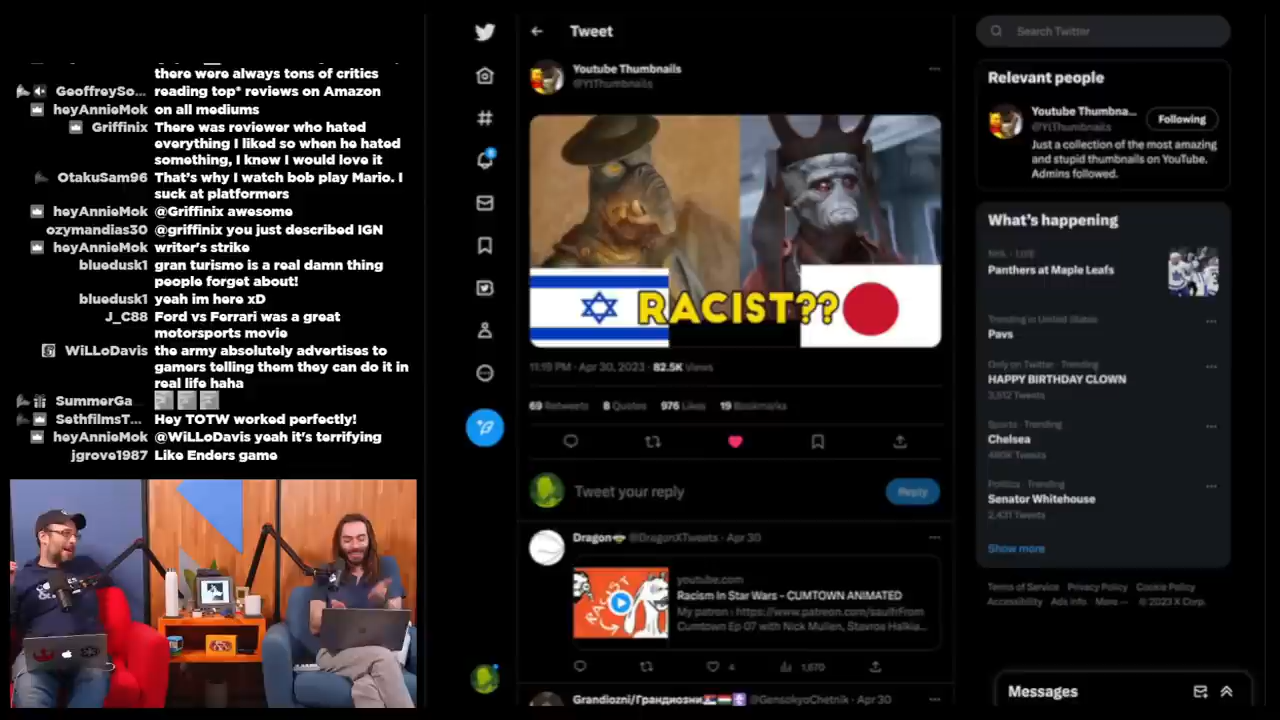 there were always tons of critics
GeoffreySo... reading top* reviews on Amazon
heyAnnieMok on all mediums
Griffinix There was reviewer who hated
everything I liked so when he hated
something, I knew I would love it
OtakuSam96 That's why I watch bob play Mario. I
suck at platformers
heyAnnieMok @Griffinix awesome
ozymandias30 @griffinix you just described IGN
heyAnnieMok writer's strike
bluedusk1 gran turismo is a real damn thing
people forget about!
bluedusk1 yeah im here xD
J_C88 Ford vs Ferrari was a great
motorsports movie
WiLLoDavis the army absolutely advertises to
gamers telling them they can do it in
real life haha
SummerGa...
SethfilmsT... Hey TOTW worked perfectly!
heyAnnieMok @WiLLoDavis yeah it's terrifying
jgrove1987 Like Enders game
Tweet
Youtube Thumbnails
@YtThumbnails
RACIST??
11:19 PM · Apr 30, 2023 · 82.5K Views
69 Retweets 8 Quotes 976 Likes 19 Bookmarks
Tweet your reply
Reply
Dragon @DragonXTweets · Apr 30
RACIST
youtube.com
Racism In Star Wars - CUMTOWN ANIMATED
My patron : https://www.patreon.com/saulfrFrom
Cumtown Ep 07 with Nick Mullen, Stavros Halkia...
4 1,670
Grandiozni/Грандиозни @GensokyoChetnik · Apr 30
Search Twitter
Relevant people
Youtube Thumbna...
@YtThumbnails
Following
Just a collection of the most amazing
and stupid thumbnails on YouTube.
Admins followed.
What's happening
NHL · LIVE
Panthers at Maple Leafs
Trending in United States
Pavs
Only on Twitter · Trending
HAPPY BIRTHDAY CLOWN
3,512 Tweets
Sports · Trending
Chelsea
Tweets
Politics · Trending
Senator Whitehouse
2,431 Tweets
Show more
Terms of Service Privacy Policy Cookie Policy
Accessibility Ads info More ··· © 2023 X Corp.
Messages